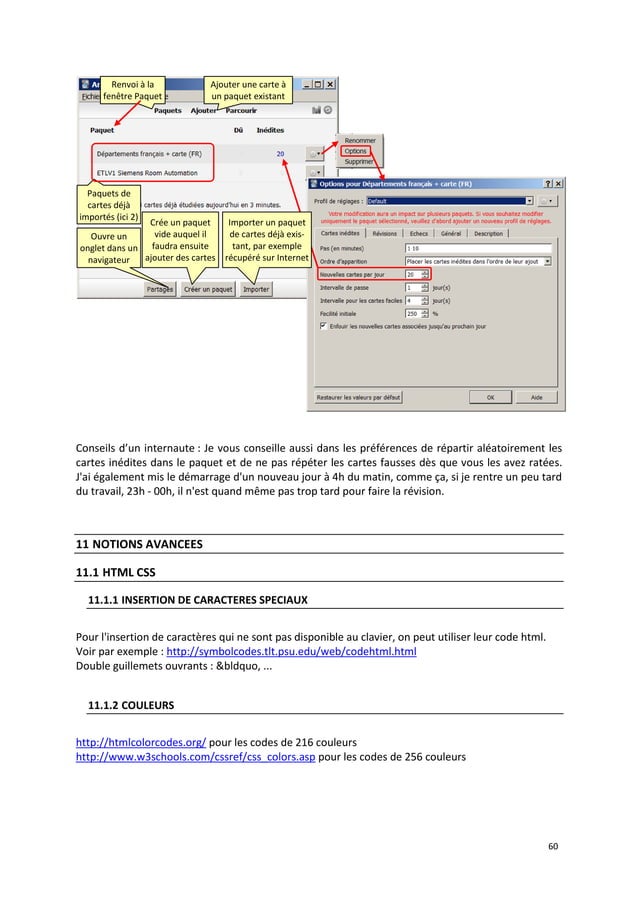 Renvoi à la
fenêtre Paquet
Ajouter une carte à
un paquet existant
Paquets Ajouter Parcourir
Paquet Dû Inédites
Départements français + carte (FR) 20
ETLV1 Siemens Room Automation
cartes déjà étudiées aujourd'hui en 3 minutes.
Paquets de
cartes déjà
importés (ici 2)
Ouvre un
onglet dans un
navigateur
Crée un paquet
vide auquel il
faudra ensuite
ajouter des cartes
Importer un paquet
de cartes déjà exis-
tant, par exemple
récupéré sur Internet
Partagés Créer un paquet Importer
Renommer
Options
Supprimer
Options pour Départements français + carte (FR)
Profil de réglages : Default
Votre modification aura un impact sur plusieurs paquets. Si vous souhaitez modifier
uniquement le paquet sélectionné, veuillez d'abord ajouter un nouveau profil de réglages.
Cartes inédites Révisions Echecs Général Description
Pas (en minutes) 1 10
Ordre d'apparition Placer les cartes inédites dans l'ordre de leur ajout
Nouvelles cartes par jour 20
Intervalle de passe 1 jour(s)
Intervalle pour les cartes faciles 4 jour(s)
Facilité initiale 250 %
Enfouir les nouvelles cartes associées jusqu'au prochain jour
Restaurer les valeurs par défaut OK Aide
Conseils d'un internaute : Je vous conseille aussi dans les préférences de répartir aléatoirement les
cartes inédites dans le paquet et de ne pas répéter les cartes fausses dès que vous les avez ratées.
J'ai également mis le démarrage d'un nouveau jour à 4h du matin, comme ça, si je rentre un peu tard
du travail, 23h - 00h, il n'est quand même pas trop tard pour faire la révision.
11 NOTIONS AVANCEES
11.1 HTML CSS
11.1.1 INSERTION DE CARACTERES SPECIAUX
Pour l'insertion de caractères qui ne sont pas disponible au clavier, on peut utiliser leur code html.
Voir par exemple : http://symbolcodes.tlt.psu.edu/web/codehtml.html
Double guillemets ouvrants : &bldquo, ...
11.1.2 COULEURS
http://htmlcolorcodes.org/ pour les codes de 216 couleurs
http://www.w3schools.com/cssref/css_colors.asp pour les codes de 256 couleurs
60